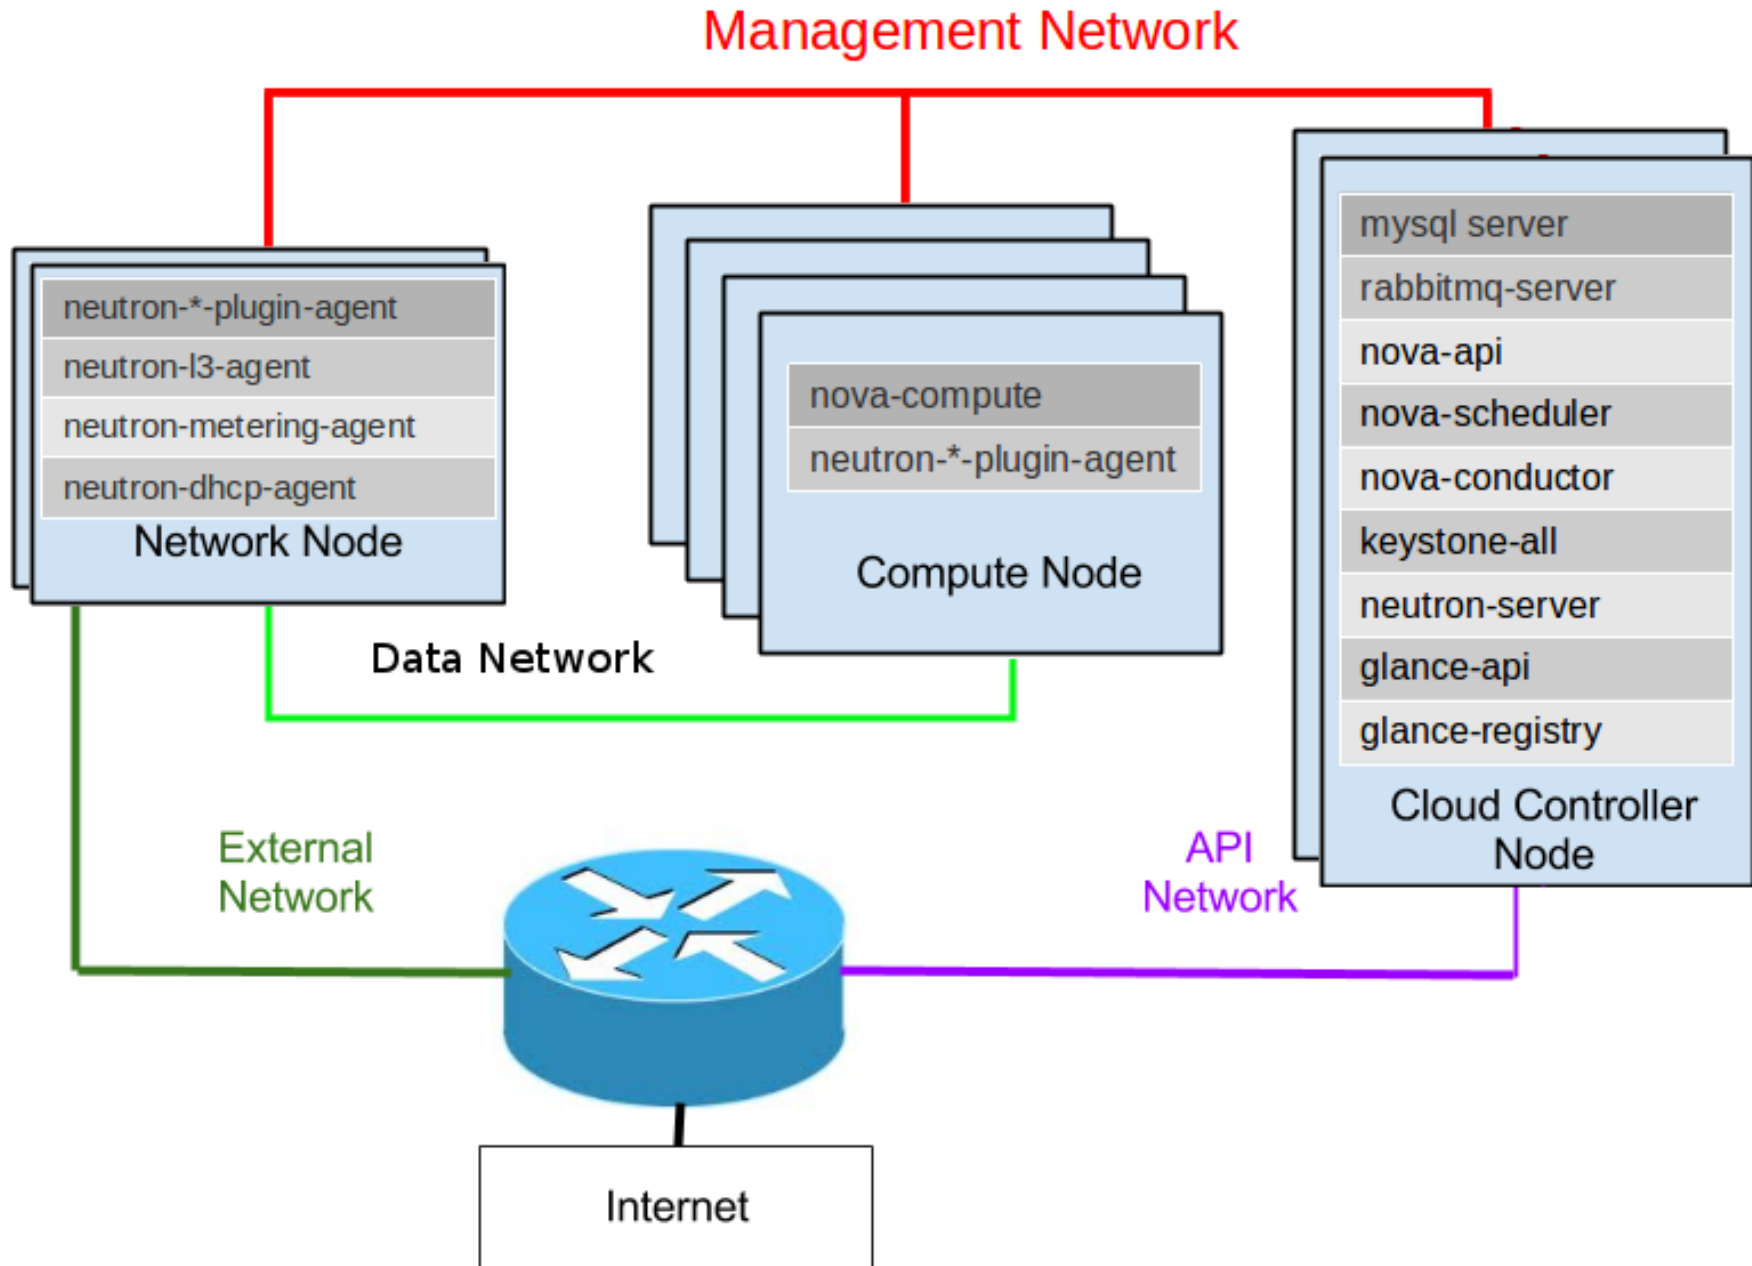 Management Network
neutron-*-plugin-agent
neutron-l3-agent
neutron-metering-agent
neutron-dhcp-agent
Network Node
nova-compute
neutron-*-plugin-agent
Compute Node
mysql server
rabbitmq-server
nova-api
nova-scheduler
nova-conductor
keystone-all
neutron-server
glance-api
glance-registry
Cloud Controller
Node
Data Network
External
Network
API
Network
Internet